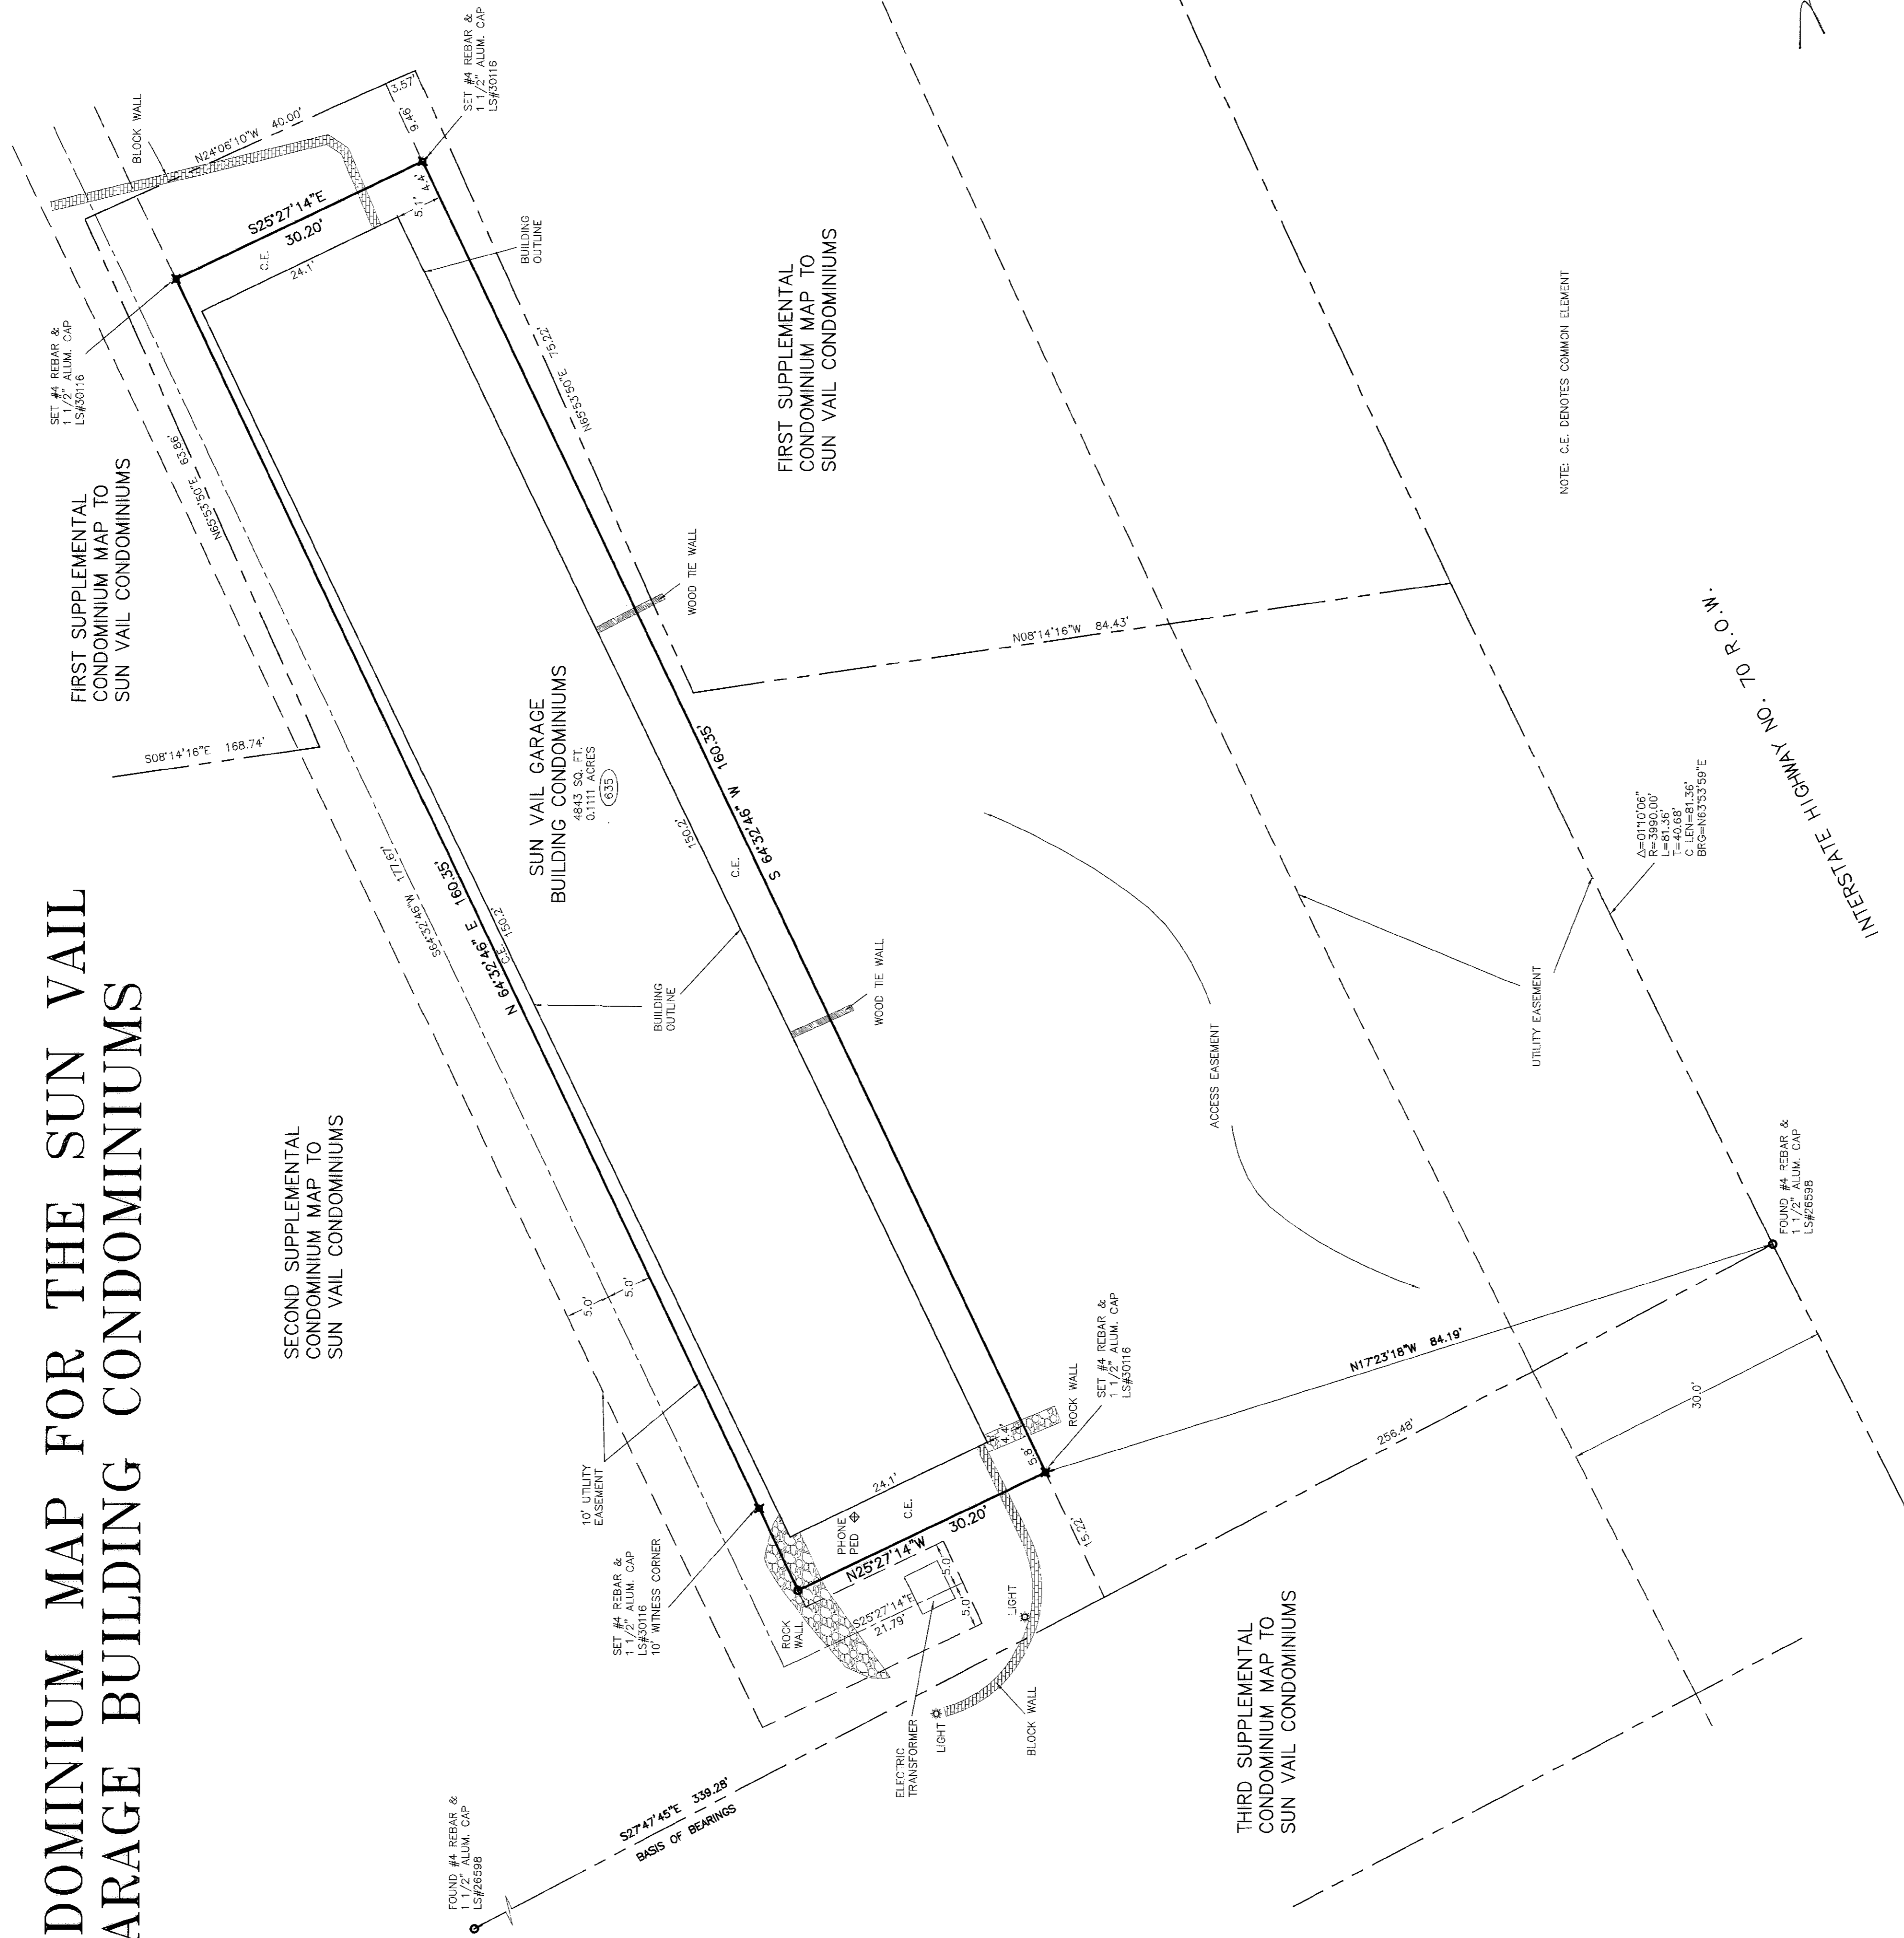 DOMINIUM MAP FOR THE SUN VAIL
ARAGE BUILDING CONDOMINIUMS
FIRST SUPPLEMENTAL
CONDOMINIUM MAP TO
SUN VAIL CONDOMINIUMS
SET #4 REBAR &
1 1/2" ALUM. CAP
LS#30116
BLOCK WALL
N24°06'10"W 40.00'
3.57'
9.46'
SET #4 REBAR &
1 1/2" ALUM. CAP
LS#30116
S25°27'14"E
30.20'
C.E.
24.1'
5.1'
4.4'
BUILDING
OUTLINE
N65°53'50"E 63.86'
N65°53'50"E 75.22'
S08°14'16"E 168.74'
FIRST SUPPLEMENTAL
CONDOMINIUM MAP TO
SUN VAIL CONDOMINIUMS
WOOD TIE WALL
N08°14'16"W 84.43'
NOTE: C.E. DENOTES COMMON ELEMENT
SUN VAIL GARAGE
BUILDING CONDOMINIUMS
4843 SQ. FT.
0.1111 ACRES
635
150.2'
C.E.
S 64°32'46" W 160.35'
S64°32'46"W 177.67'
N 64°32'46" E 160.35'
C.E. 150.2'
BUILDING
OUTLINE
WOOD TIE WALL
ACCESS EASEMENT
UTILITY EASEMENT
Δ=01°10'06"
R=3990.00'
L=81.36'
T=40.68'
C LEN=81.36'
BRG=N63°53'59"E
INTERSTATE HIGHWAY NO. 70 R.O.W.
SECOND SUPPLEMENTAL
CONDOMINIUM MAP TO
SUN VAIL CONDOMINIUMS
5.0'
5.0'
10' UTILITY
EASEMENT
SET #4 REBAR &
1 1/2" ALUM. CAP
LS#30116
10' WITNESS CORNER
24.1'
PHONE
PED
C.E.
N25°27'14"W 30.20'
5.8'
4.4'
ROCK WALL
SET #4 REBAR &
1 1/2" ALUM. CAP
LS#30116
N17°23'18"W 84.19'
FOUND #4 REBAR &
1 1/2" ALUM. CAP
LS#26598
256.48'
30.0'
15.22'
ROCK
WALL
S25°27'14"E
21.79'
5.0'
5.0'
LIGHT
LIGHT
BLOCK WALL
ELECTRIC
TRANSFORMER
THIRD SUPPLEMENTAL
CONDOMINIUM MAP TO
SUN VAIL CONDOMINIUMS
S27°47'45"E 339.28'
BASIS OF BEARINGS
FOUND #4 REBAR &
1 1/2" ALUM. CAP
LS#26598